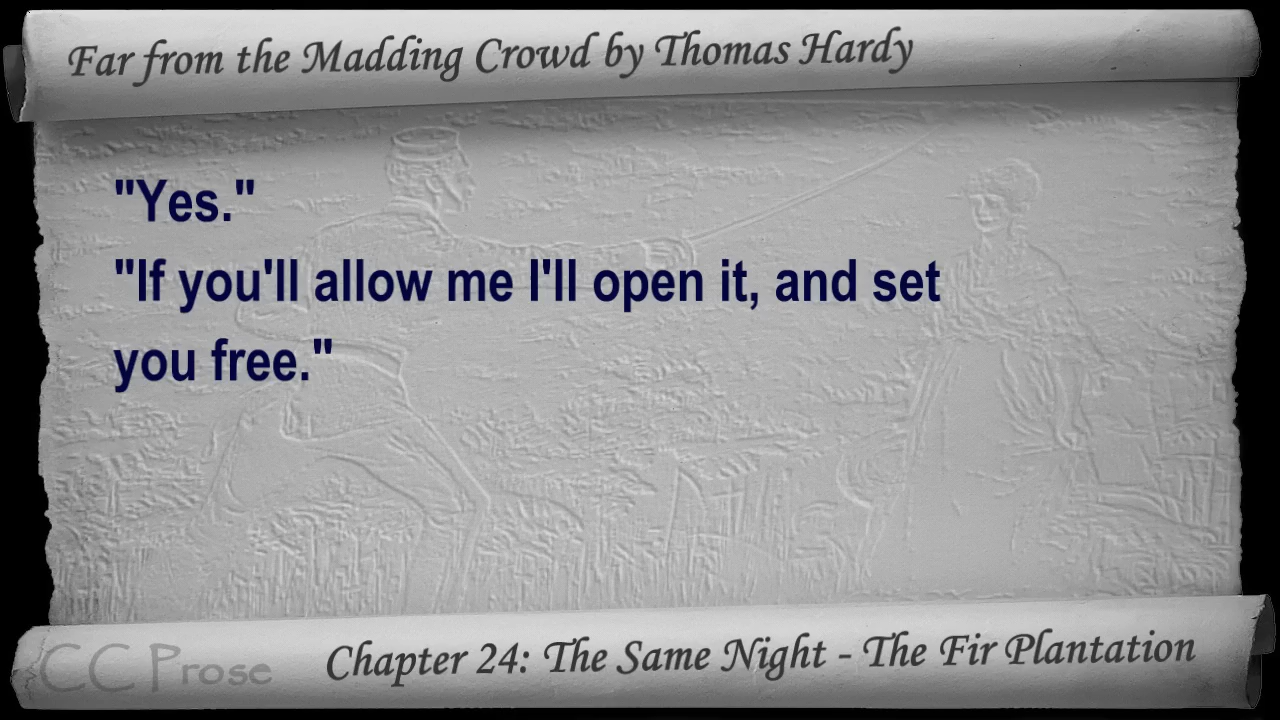 Far from the Madding Crowd by Thomas Hardy
"Yes."
"If you'll allow me I'll open it, and set
you free."
CC Prose
Chapter 24: The Same Night - The Fir Plantation